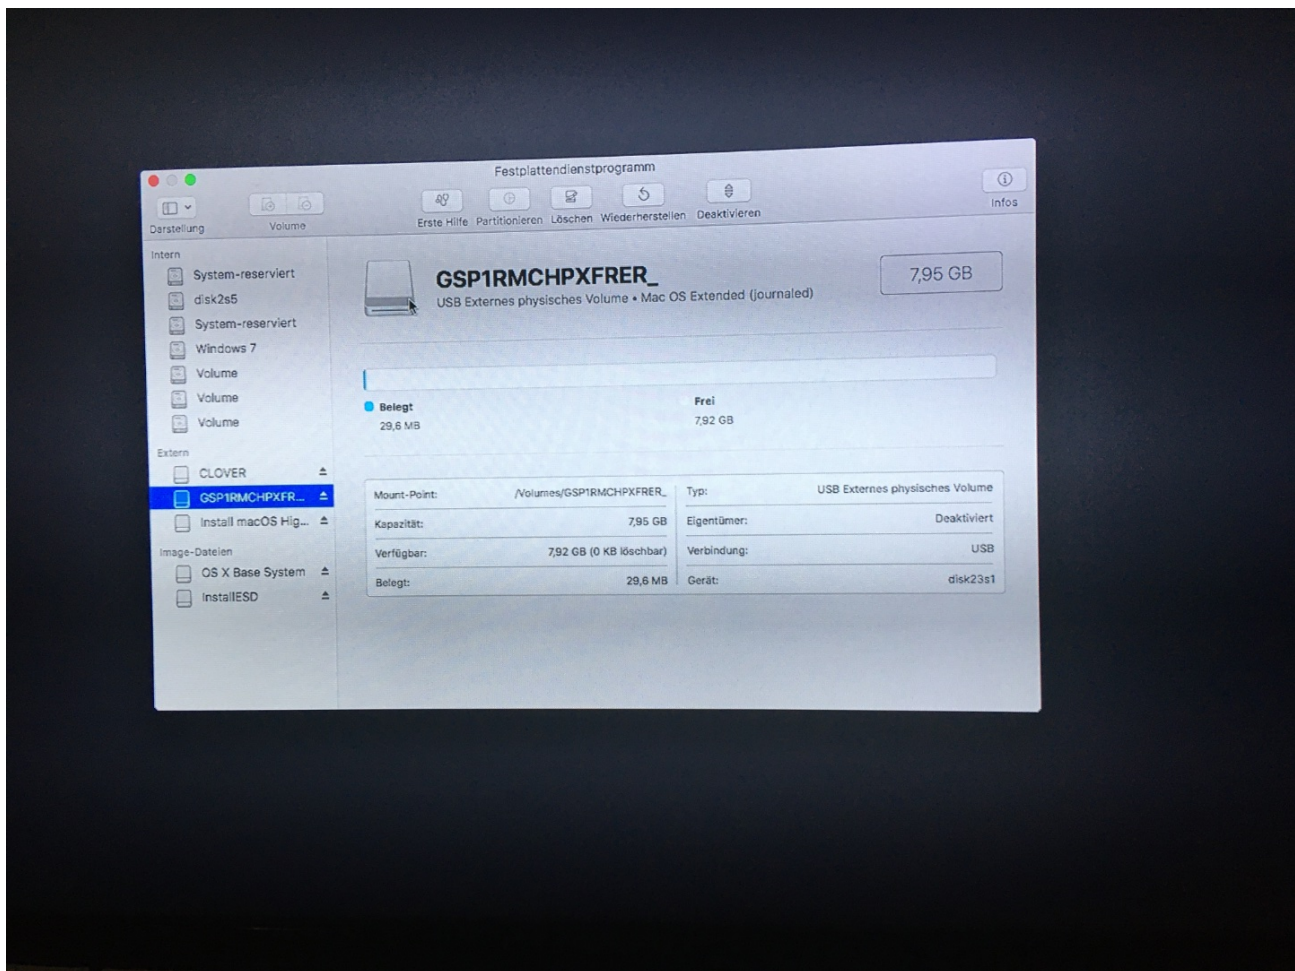 Festplattendienstprogramm
Darstellung
Volume
Erste Hilfe Partitionieren Löschen Wiederherstellen Deaktivieren
Infos
Intern
System-reserviert
disk2s5
System-reserviert
Windows 7
Volume
Volume
Volume
Extern
CLOVER
GSP1RMCHPXFR...
Install macOS Hig...
Image-Dateien
OS X Base System
InstallESD
GSP1RMCHPXFRER_
USB Externes physisches Volume • Mac OS Extended (journaled)
7,95 GB
Belegt
29,6 MB
Frei
7,92 GB
Mount-Point: /Volumes/GSP1RMCHPXFRER_
Kapazität: 7,95 GB
Verfügbar: 7,92 GB (0 KB löschbar)
Belegt: 29,6 MB
Typ: USB Externes physisches Volume
Eigentümer: Deaktiviert
Verbindung: USB
Gerät: disk23s1